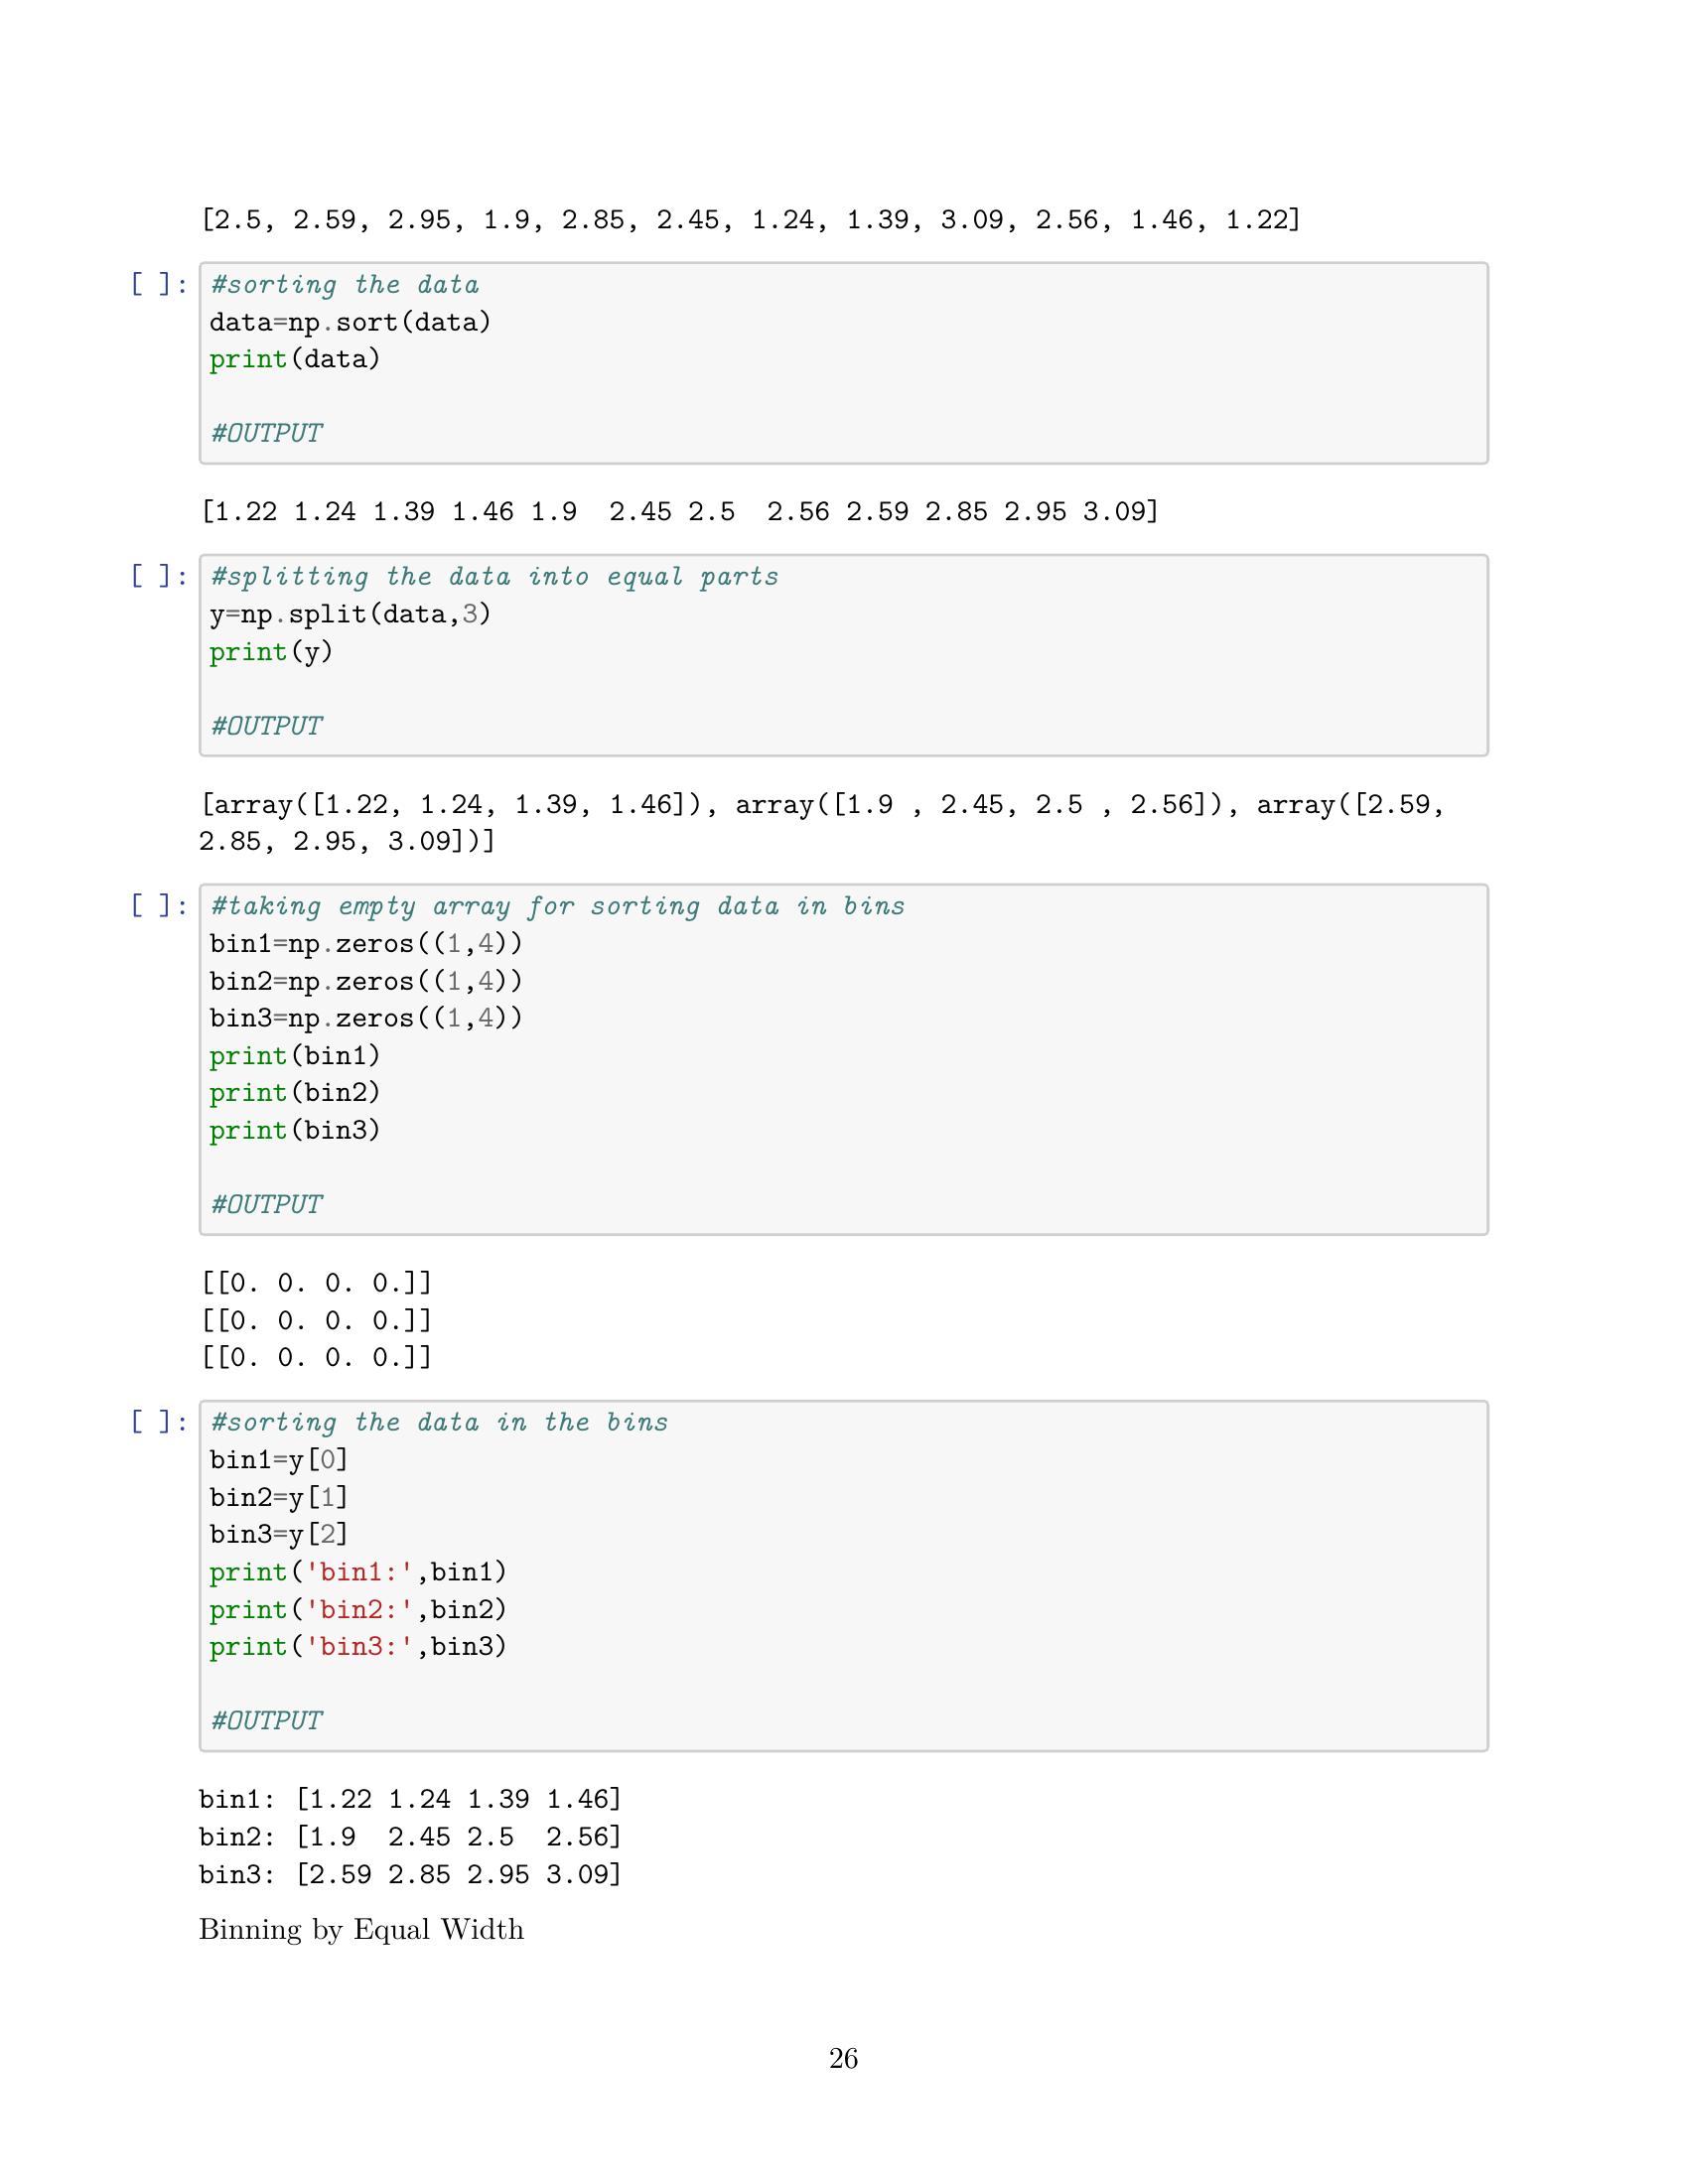 [2.5, 2.59, 2.95, 1.9, 2.85, 2.45, 1.24, 1.39, 3.09, 2.56, 1.46, 1.22]
[ ]: #sorting the data
data=np.sort(data)
print(data)
#OUTPUT
[1.22 1.24 1.39 1.46 1.9  2.45 2.5  2.56 2.59 2.85 2.95 3.09]
[ ]: #splitting the data into equal parts
y=np.split(data,3)
print(y)
#OUTPUT
[array([1.22, 1.24, 1.39, 1.46]), array([1.9 , 2.45, 2.5 , 2.56]), array([2.59,
2.85, 2.95, 3.09])]
[ ]: #taking empty array for sorting data in bins
bin1=np.zeros((1,4))
bin2=np.zeros((1,4))
bin3=np.zeros((1,4))
print(bin1)
print(bin2)
print(bin3)
#OUTPUT
[[0. 0. 0. 0.]]
[[0. 0. 0. 0.]]
[[0. 0. 0. 0.]]
[ ]: #sorting the data in the bins
bin1=y[0]
bin2=y[1]
bin3=y[2]
print('bin1:',bin1)
print('bin2:',bin2)
print('bin3:',bin3)
#OUTPUT
bin1: [1.22 1.24 1.39 1.46]
bin2: [1.9  2.45 2.5  2.56]
bin3: [2.59 2.85 2.95 3.09]
Binning by Equal Width
26